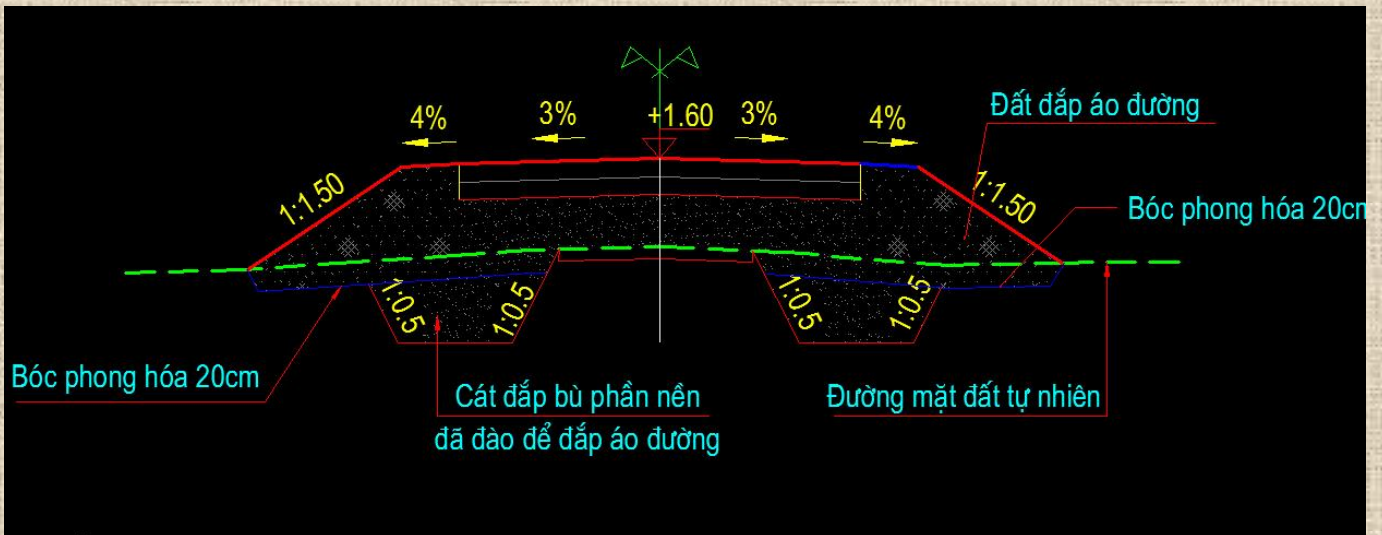 4%
3%
+1.60
3%
4%
Đất đắp áo đường
1:1.50
1:1.50
Bóc phong hóa 20cm
1:0.5
1:0.5
1:0.5
1:0.5
Bóc phong hóa 20cm
Cát đắp bù phần nền
đã đào để đắp áo đường
Đường mặt đất tự nhiên